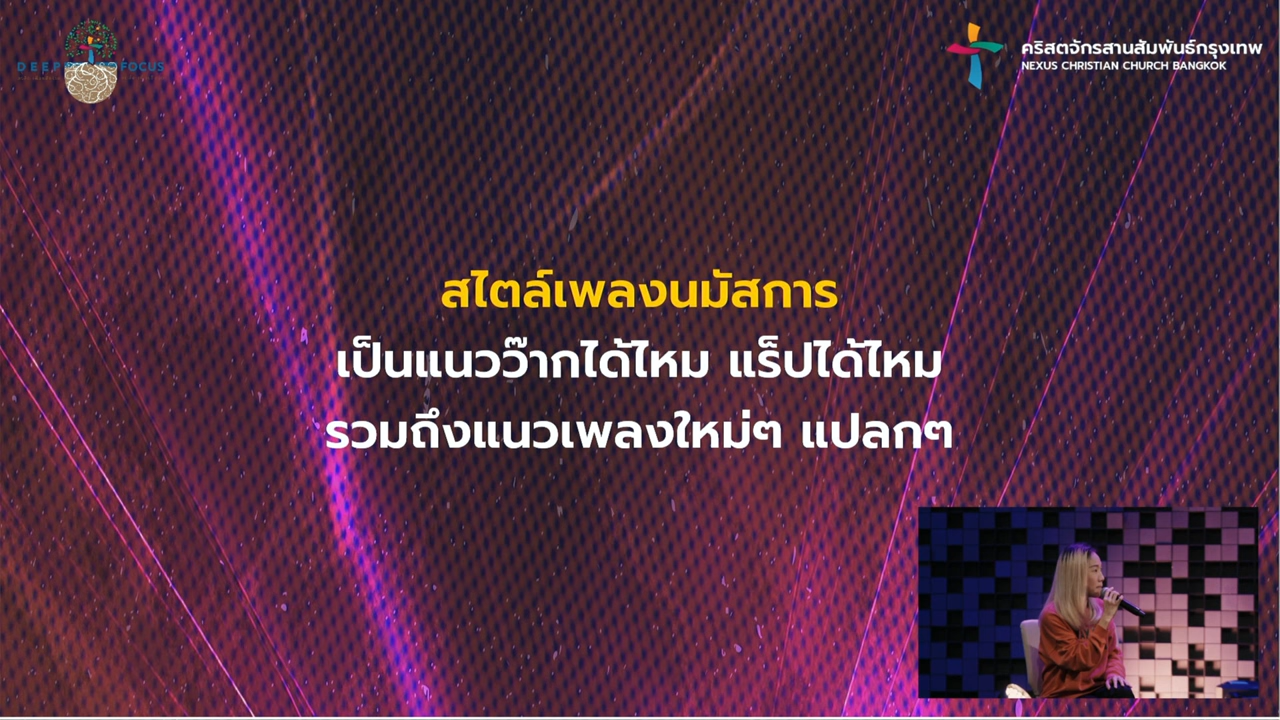 DEEP
FOCUS
คริสตจักรสานสัมพันธ์กรุงเทพ
NEXUS CHRISTIAN CHURCH BANGKOK
สไตล์เพลงนมัสการ
เป็นแนวว๊ากได้ไหม แร็ปได้ไหม
รวมถึงแนวเพลงใหม่ๆ แปลกๆ